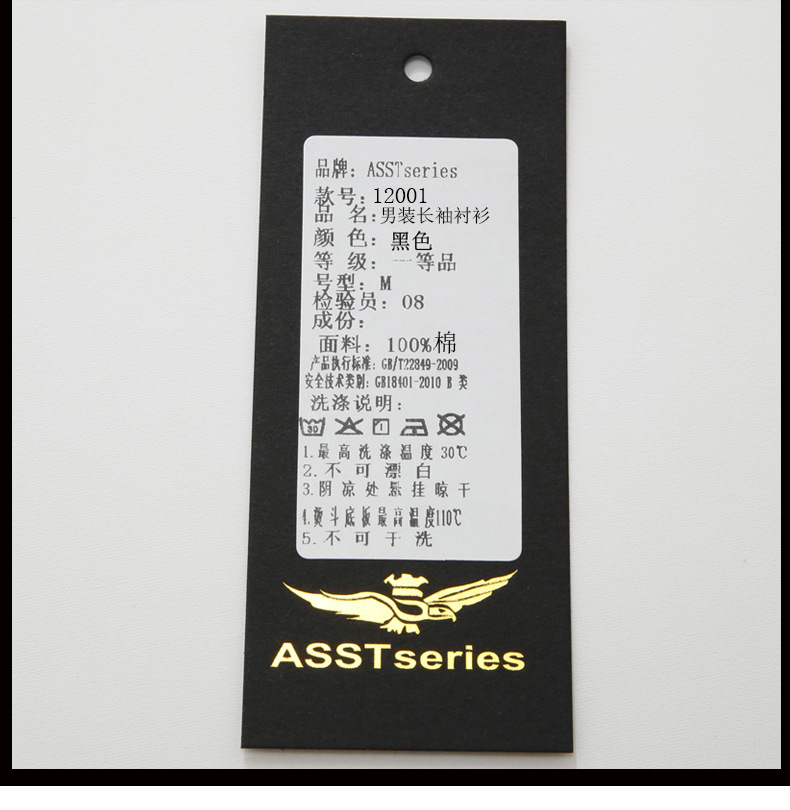 品牌：ASSTseries
款号：12001
品 名：男装长袖衬衫
颜 色：黑色
等 级：一等品
号型：M
检验员：08
成份：
面料：100%棉
产品执行标准：GB/T22849-2009
安全技术类别：GB18401-2010 B 类
洗涤说明：
30
1.最高洗涤温度30℃
2.不可漂白
3.阴凉处悬挂晾干
4.熨斗底板最高温度110℃
5.不可干洗
ASSTseries